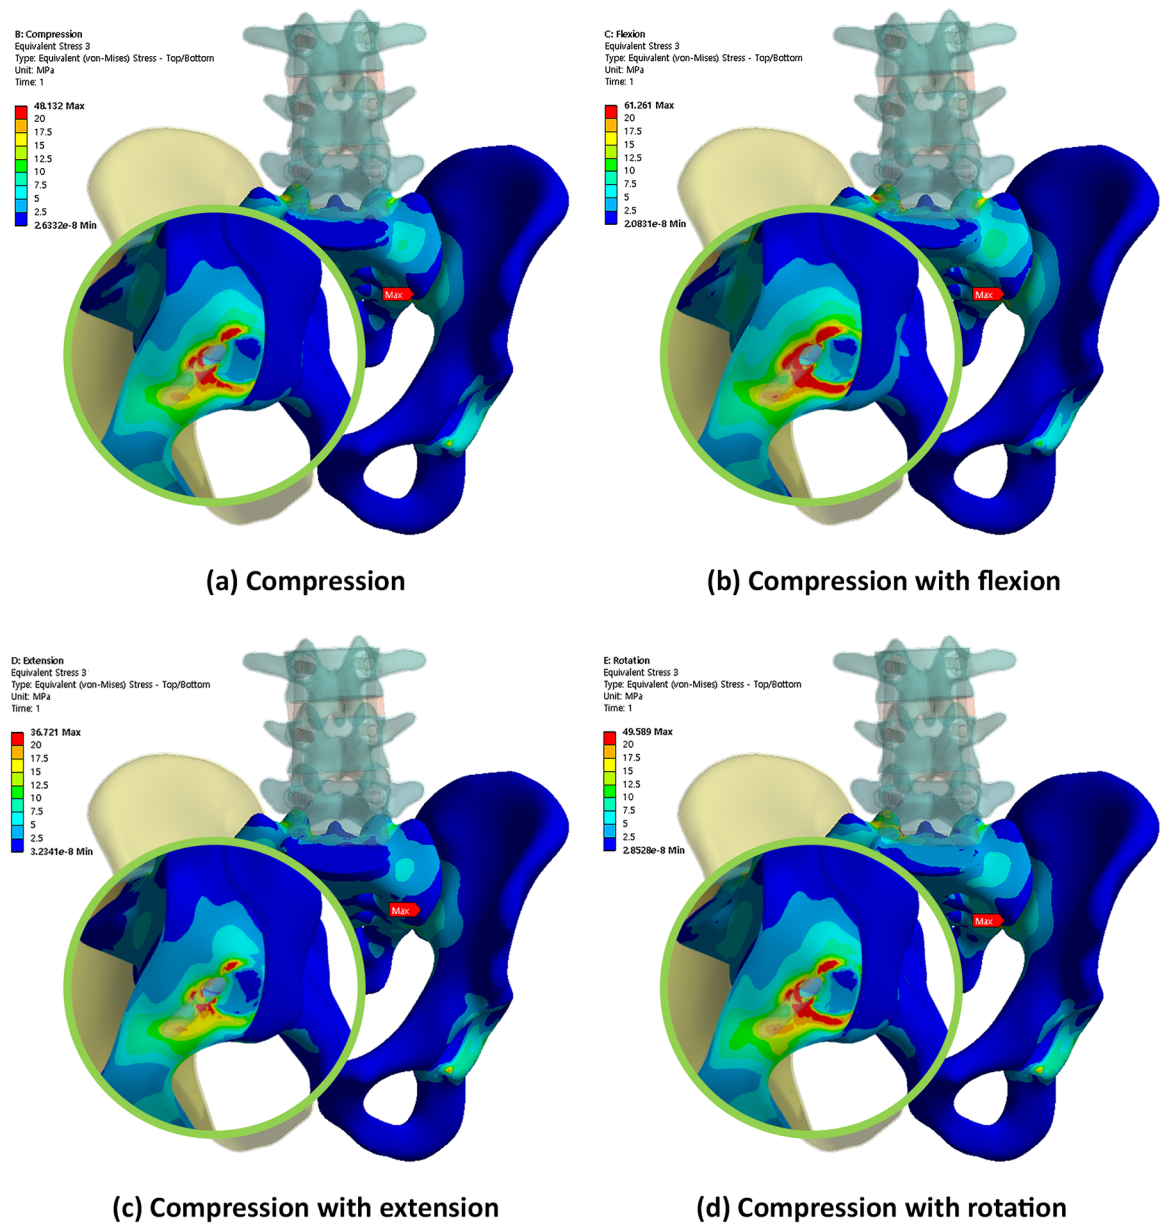 B: Compression
Equivalent Stress 3
Type: Equivalent (von-Mises) Stress - Top/Bottom
Unit: MPa
Time: 1
48.132 Max
20
17.5
15
12.5
10
7.5
5
2.5
2.6332e-8 Min
Max
(a) Compression
C: Flexion
Equivalent Stress 3
Type: Equivalent (von-Mises) Stress - Top/Bottom
Unit: MPa
Time: 1
61.261 Max
20
17.5
15
12.5
10
7.5
5
2.5
2.0831e-8 Min
Max
(b) Compression with flexion
D: Extension
Equivalent Stress 3
Type: Equivalent (von-Mises) Stress - Top/Bottom
Unit: MPa
Time: 1
36.721 Max
20
17.5
15
12.5
10
7.5
5
2.5
3.2341e-8 Min
Max
(c) Compression with extension
E: Rotation
Equivalent Stress 3
Type: Equivalent (von-Mises) Stress - Top/Bottom
Unit: MPa
Time: 1
49.589 Max
20
17.5
15
12.5
10
7.5
5
2.5
2.8528e-8 Min
Max
(d) Compression with rotation